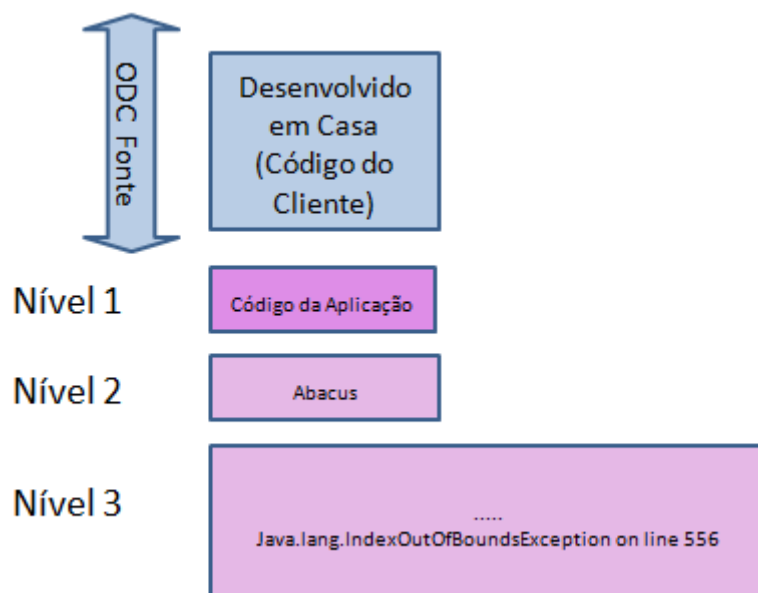 ODC Fonte
Desenvolvido
em Casa
(Código do
Cliente)
Nível 1
Código da Aplicação
Nível 2
Abacus
Nível 3
.....
Java.lang.IndexOutOfBoundsException on line 556